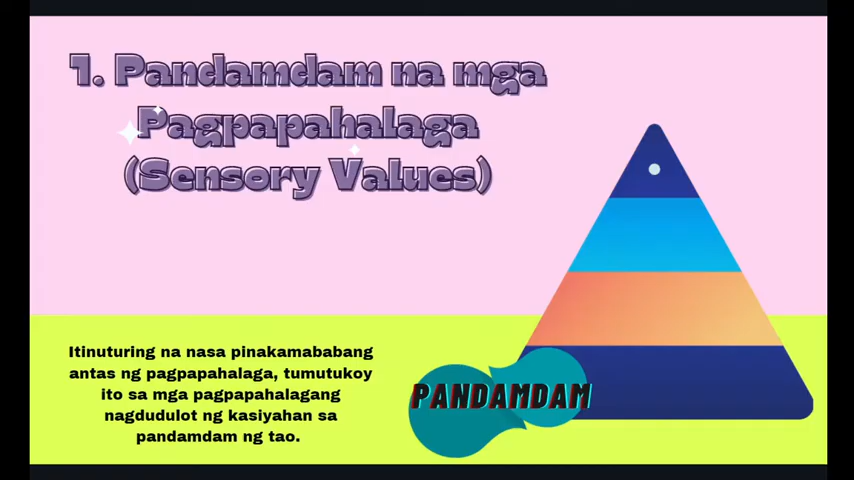 1. Pandamdam na mga
Pagpapahalaga
(Sensory Values)
Itinuturing na nasa pinakamababang
antas ng pagpapahalaga, tumutukoy
ito sa mga pagpapahalagang
nagdudulot ng kasiyahan sa
pandamdam ng tao.
PANDAMDAM